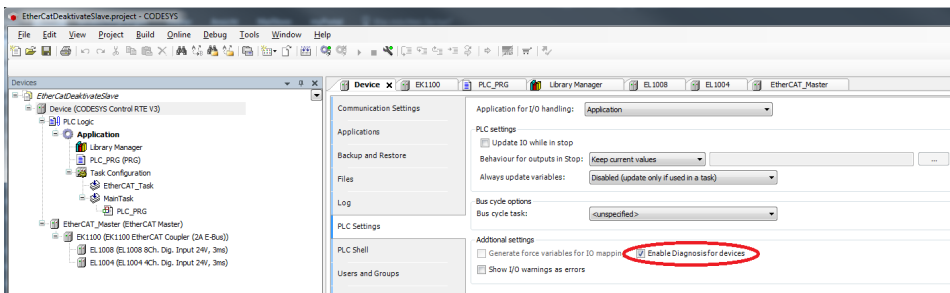 EtherCatDeaktivateSlave.project - CODESYS
File Edit View Project Build Online Debug Tools Window Help
Devices
EtherCatDeaktivateSlave
Device (CODESYS Control RTE V3)
PLC Logic
Application
Library Manager
PLC_PRG (PRG)
Task Configuration
EtherCAT_Task
MainTask
PLC_PRG
EtherCAT_Master (EtherCAT Master)
EK1100 (EK1100 EtherCAT Coupler (2A E-Bus))
EL1008 (EL1008 8Ch. Dig. Input 24V, 3ms)
EL1004 (EL1004 4Ch. Dig. Input 24V, 3ms)
Device EK1100 PLC_PRG Library Manager EL1008 EL1004 EtherCAT_Master
Communication Settings
Applications
Backup and Restore
Files
Log
PLC Settings
PLC Shell
Users and Groups
Application for I/O handling: Application
PLC settings
Update IO while in stop
Behaviour for outputs in Stop: Keep current values ...
Always update variables: Disabled (update only if used in a task)
Bus cycle options
Bus cycle task: <unspecified>
Additional settings
Generate force variables for IO mappin Enable Diagnosis for devices
Show I/O warnings as errors